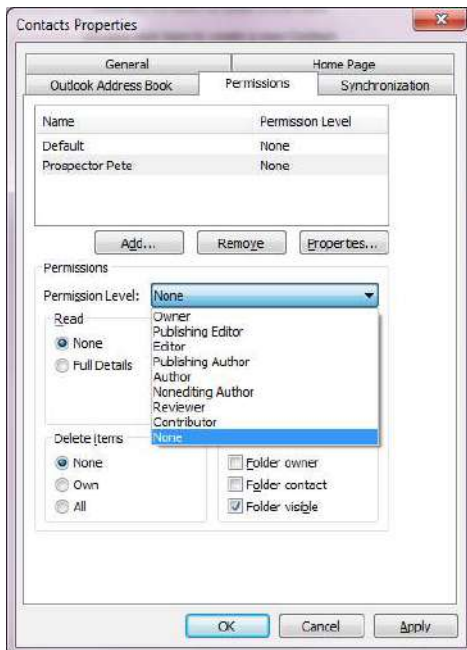 Contacts Properties
General Home Page
Outlook Address Book Permissions Synchronization
Name Permission Level
Default None
Prospector Pete None
Add... Remove Properties...
Permissions
Permission Level: None
Read
None
Full Details
Owner
Publishing Editor
Editor
Publishing Author
Author
Nonediting Author
Reviewer
Contributor
None
Delete items
None
Own
All
Folder owner
Folder contact
Folder visible
OK Cancel Apply